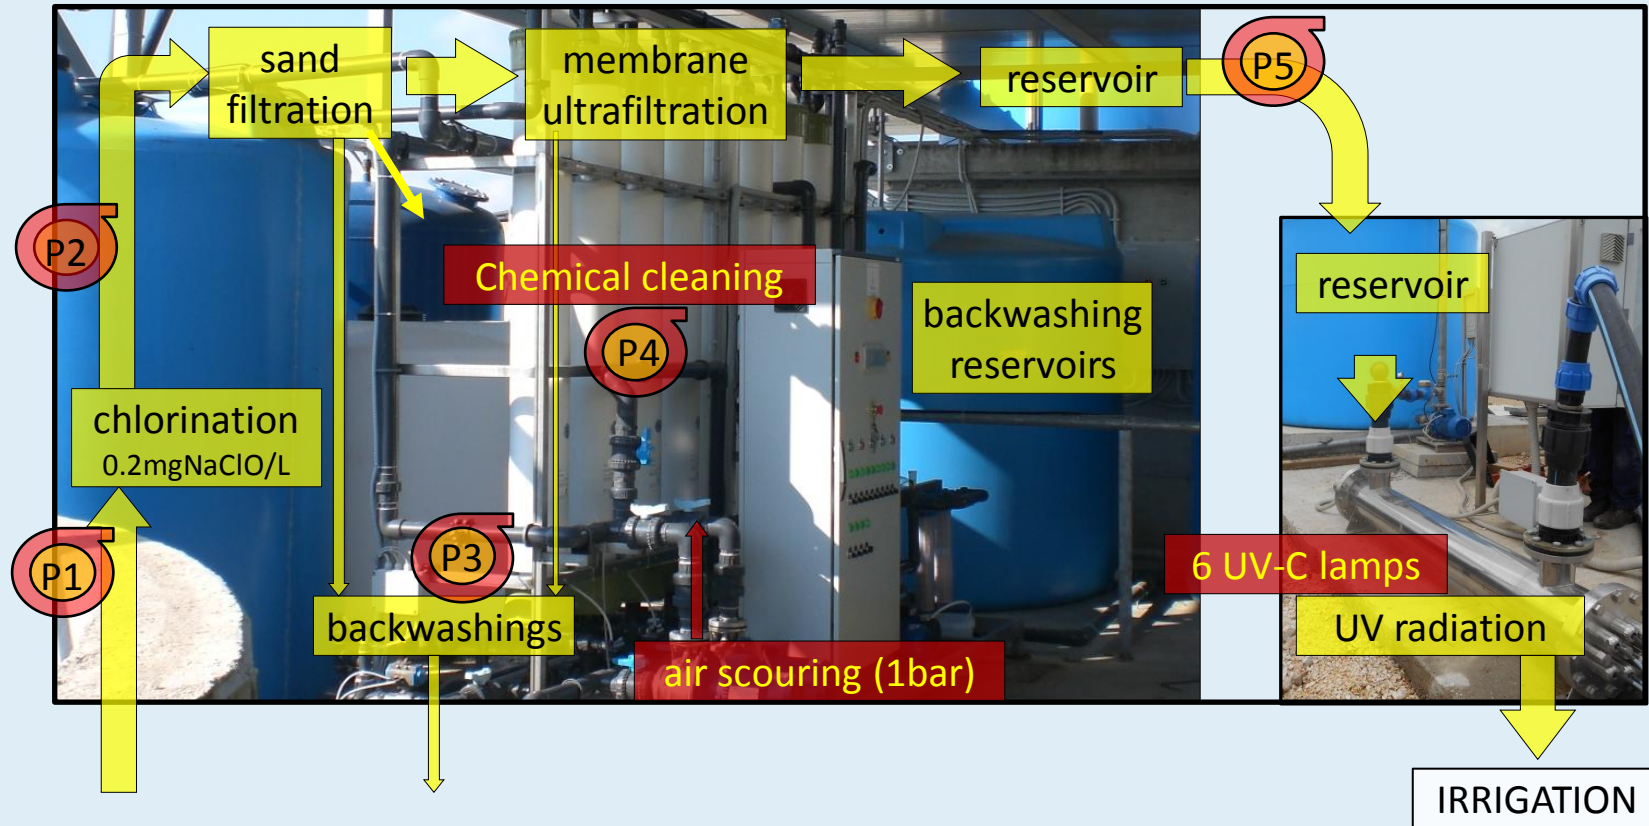 sand
filtration
membrane
ultrafiltration
reservoir
P5
P2
Chemical cleaning
reservoir
P4
backwashing
reservoirs
chlorination
0.2mgNaClO/L
P1
P3
6 UV-C lamps
backwashings
UV radiation
air scouring (1bar)
IRRIGATION